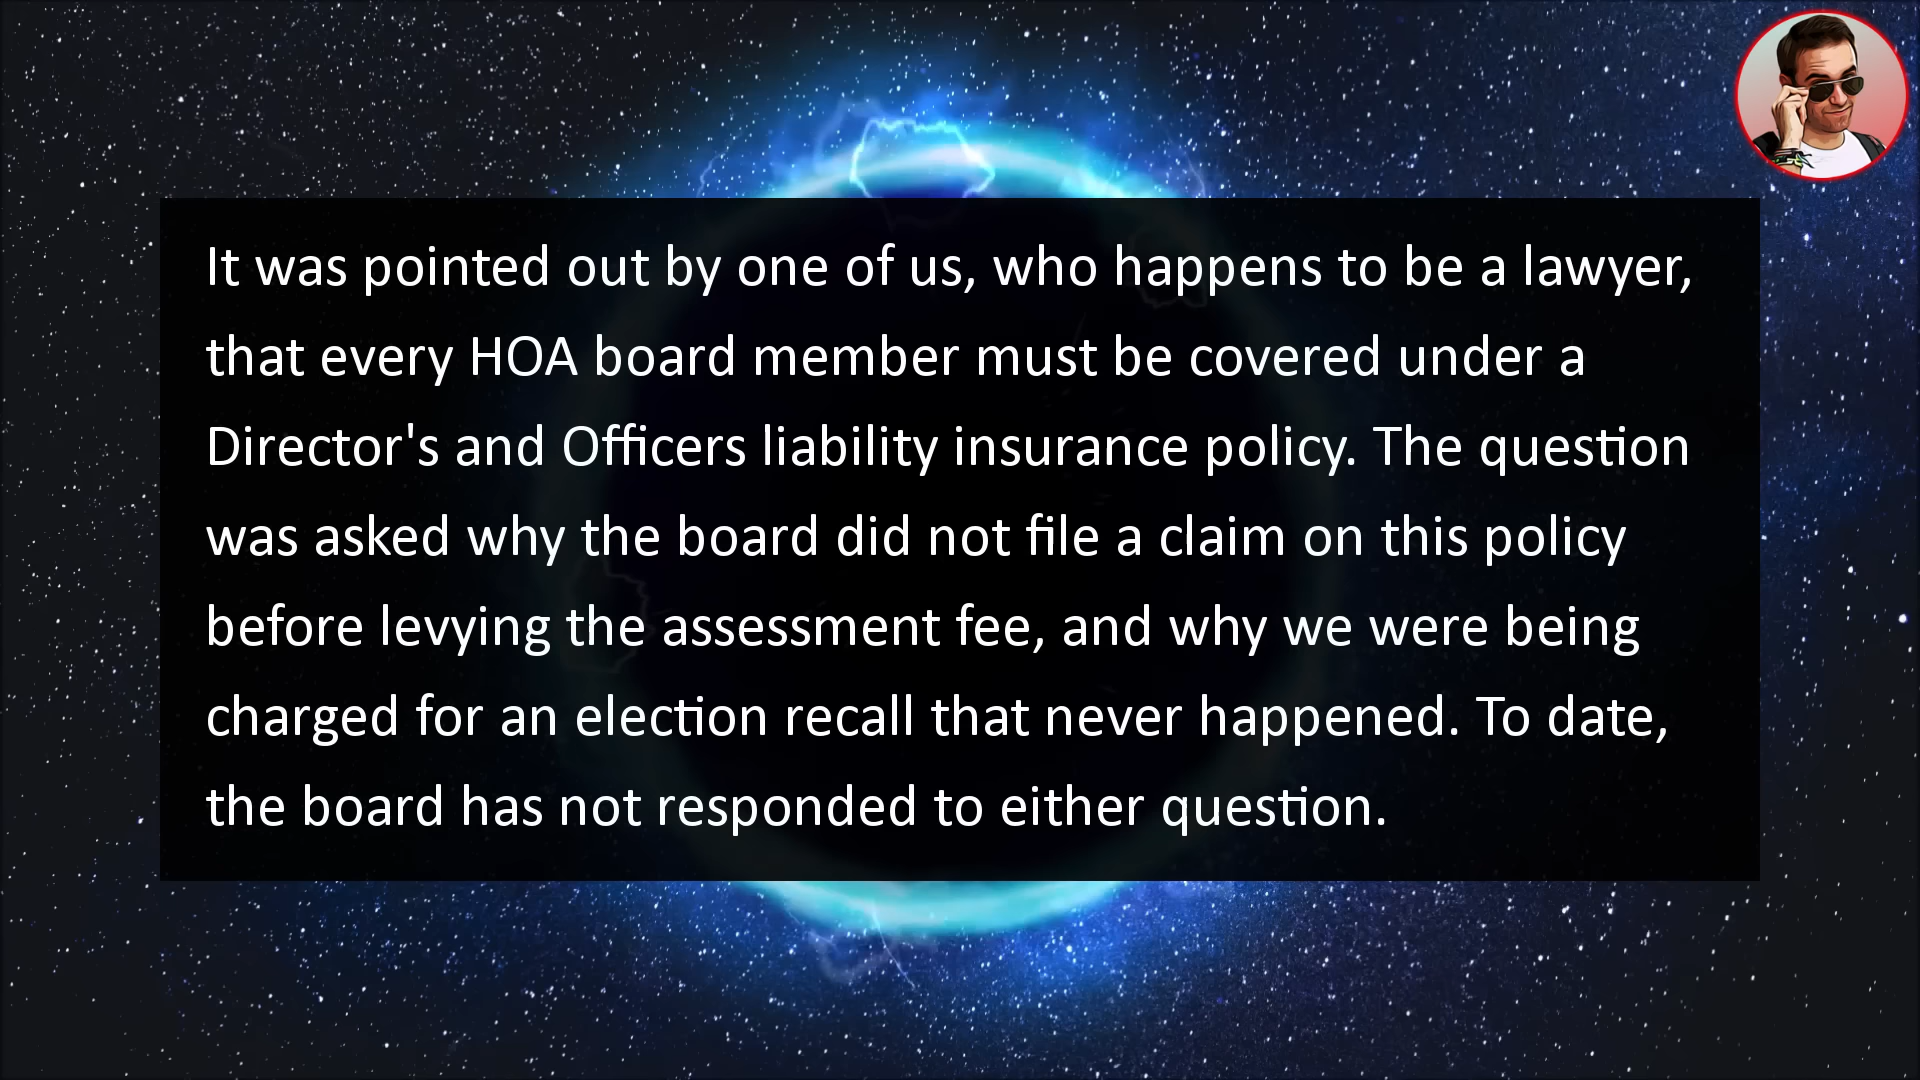 It was pointed out by one of us, who happens to be a lawyer,
that every HOA board member must be covered under a
Director's and Officers liability insurance policy. The question
was asked why the board did not file a claim on this policy
before levying the assessment fee, and why we were being
charged for an election recall that never happened. To date,
the board has not responded to either question.